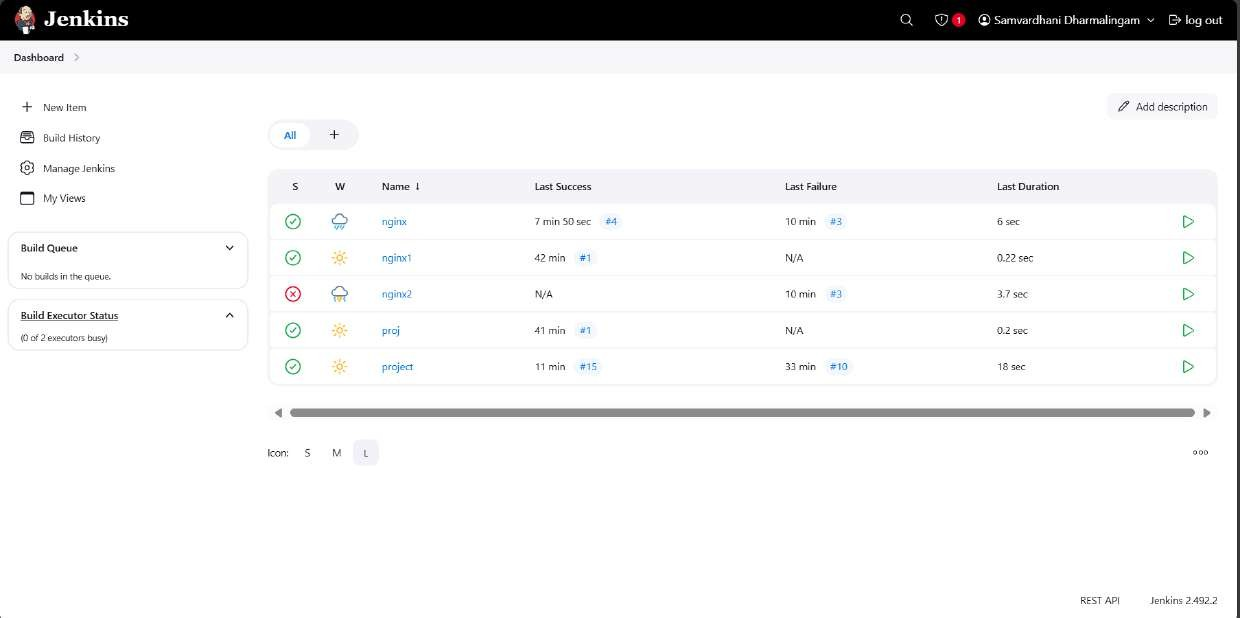 Jenkins
1 Samvardhani Dharmalingam log out
Dashboard
New Item
Build History
Manage Jenkins
My Views
Build Queue
No builds in the queue.
Build Executor Status
(0 of 2 executors busy)
Add description
All +
S W Name ↓ Last Success Last Failure Last Duration
nginx 7 min 50 sec #4 10 min #3 6 sec
nginx1 42 min #1 N/A 0.22 sec
nginx2 N/A 10 min #3 3.7 sec
proj 41 min #1 N/A 0.2 sec
project 11 min #15 33 min #10 18 sec
Icon: S M L
REST API Jenkins 2.492.2